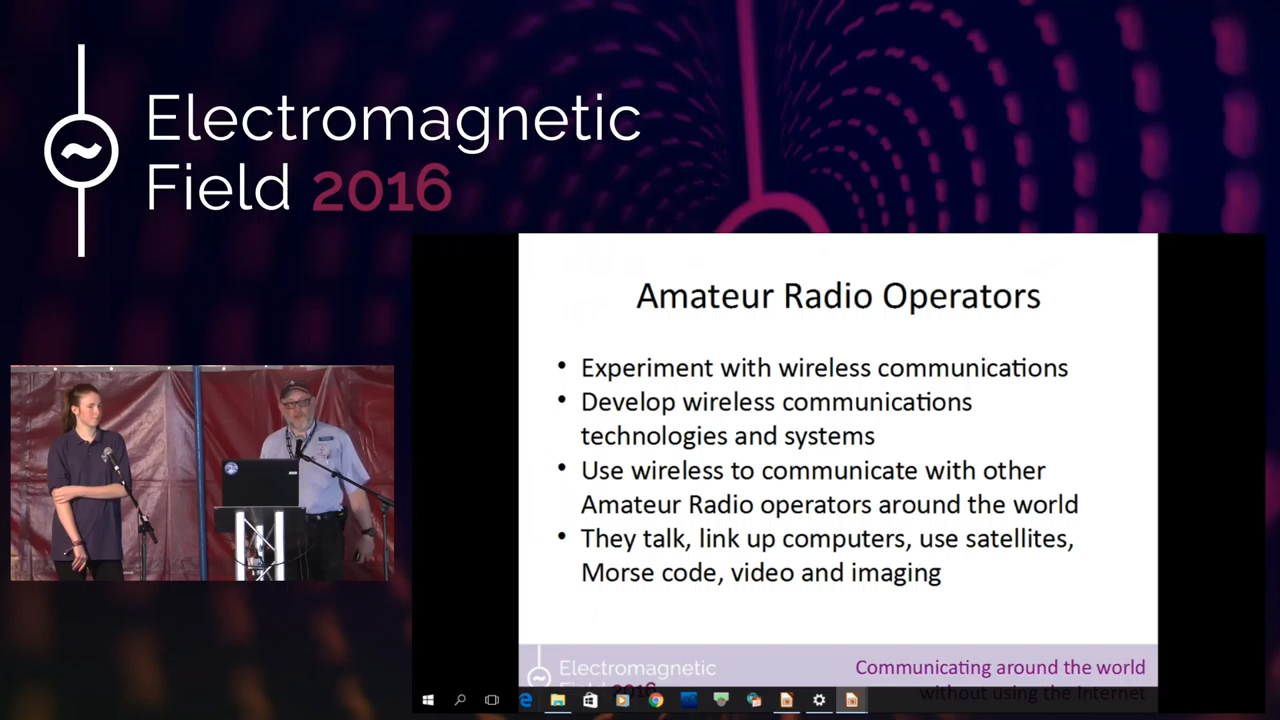 Electromagnetic
Field 2016
Amateur Radio Operators
• Experiment with wireless communications
• Develop wireless communications
technologies and systems
• Use wireless to communicate with other
Amateur Radio operators around the world
• They talk, link up computers, use satellites,
Morse code, video and imaging
Electromagnetic
Field 2016
Communicating around the world
without using the Internet